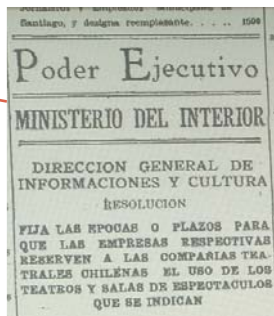 Santiago, y designa reemplazante. . . . . 1500
Poder Ejecutivo
MINISTERIO DEL INTERIOR
DIRECCION GENERAL DE
INFORMACIONES Y CULTURA
RESOLUCION
FIJA LAS EPOCAS O PLAZOS PARA
QUE LAS EMPRESAS RESPECTIVAS
RESERVEN A LAS COMPAÑIAS TEA-
TRALES CHILENAS EL USO DE LOS
TEATROS Y SALAS DE ESPECTACULOS
QUE SE INDICAN